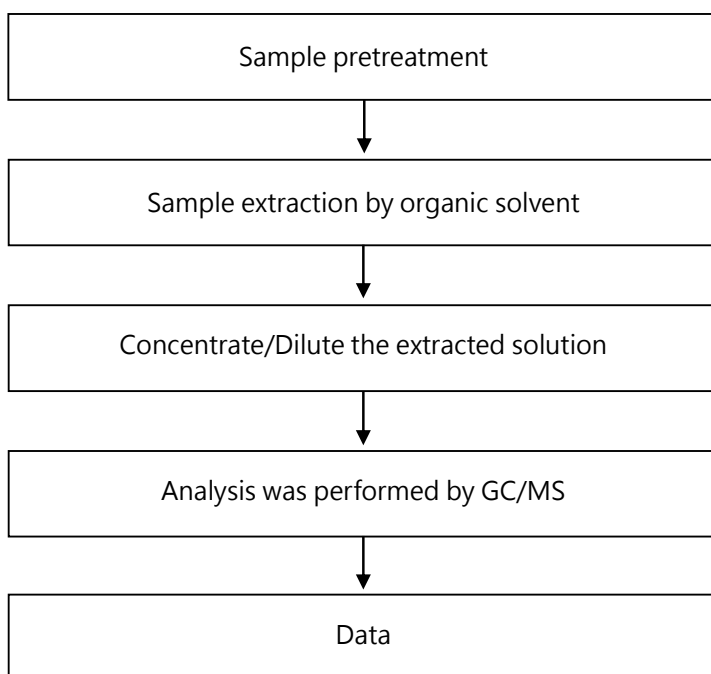 Sample pretreatment
Sample extraction by organic solvent
Concentrate/Dilute the extracted solution
Analysis was performed by GC/MS
Data